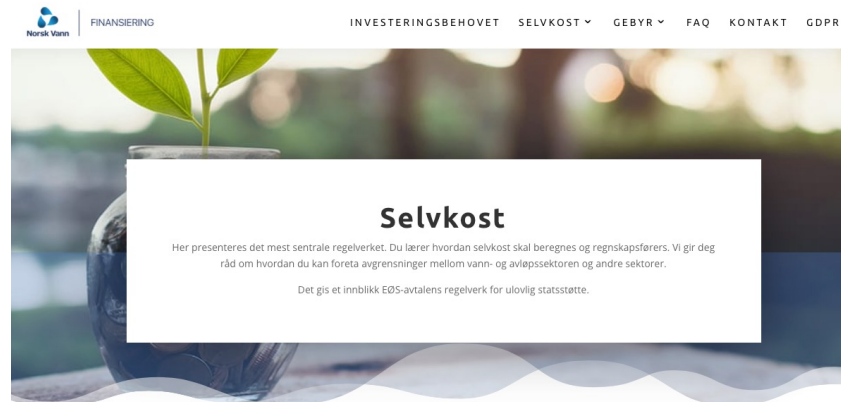 Norsk Vann
FINANSIERING
INVESTERINGSBEHOVET SELVKOST GEBYR FAQ KONTAKT GDPR
Selvkost
Her presenteres det mest sentrale regelverket. Du lærer hvordan selvkost skal beregnes og regnskapsførers. Vi gir deg
råd om hvordan du kan foreta avgrensninger mellom vann- og avløpssektoren og andre sektorer.
Det gis et innblikk EØS-avtalens regelverk for ulovlig statsstøtte.